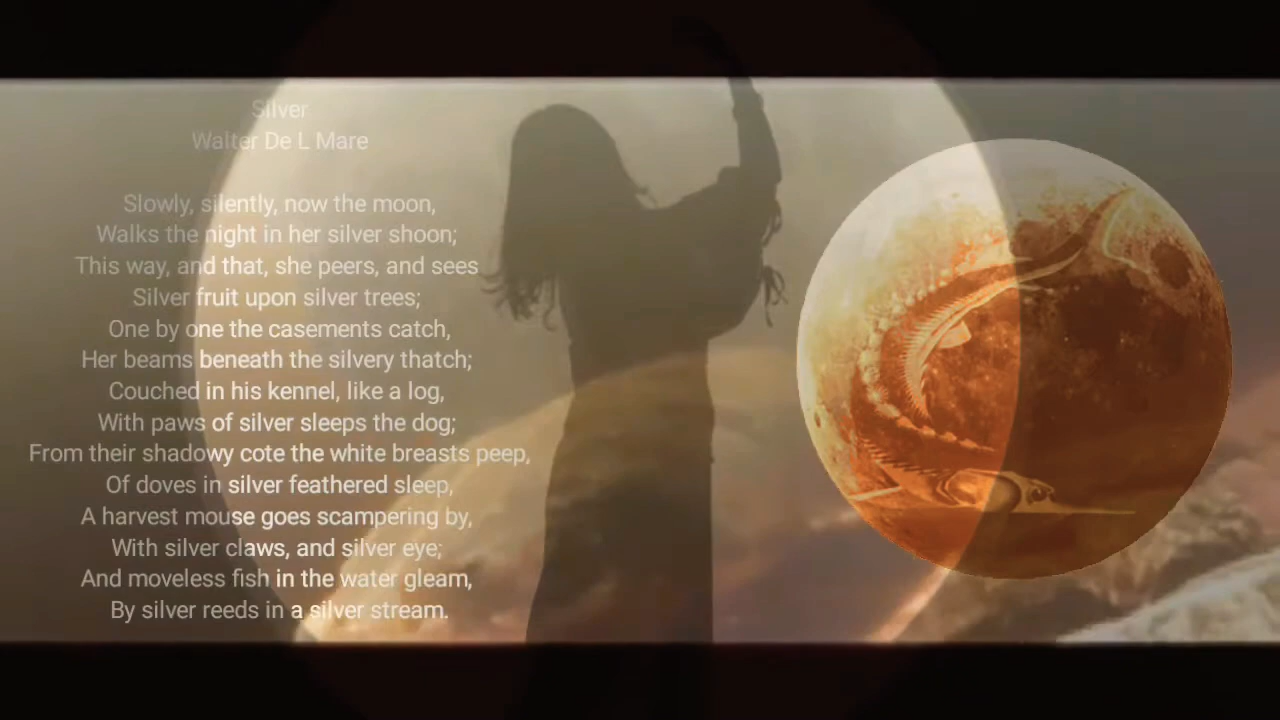 Silver
Walter De L Mare
Slowly, silently, now the moon,
Walks the night in her silver shoon;
This way, and that, she peers, and sees
Silver fruit upon silver trees;
One by one the casements catch,
Her beams beneath the silvery thatch;
Couched in his kennel, like a log,
With paws of silver sleeps the dog;
From their shadowy cote the white breasts peep,
Of doves in silver feathered sleep,
A harvest mouse goes scampering by,
With silver claws, and silver eye;
And moveless fish in the water gleam,
By silver reeds in a silver stream.